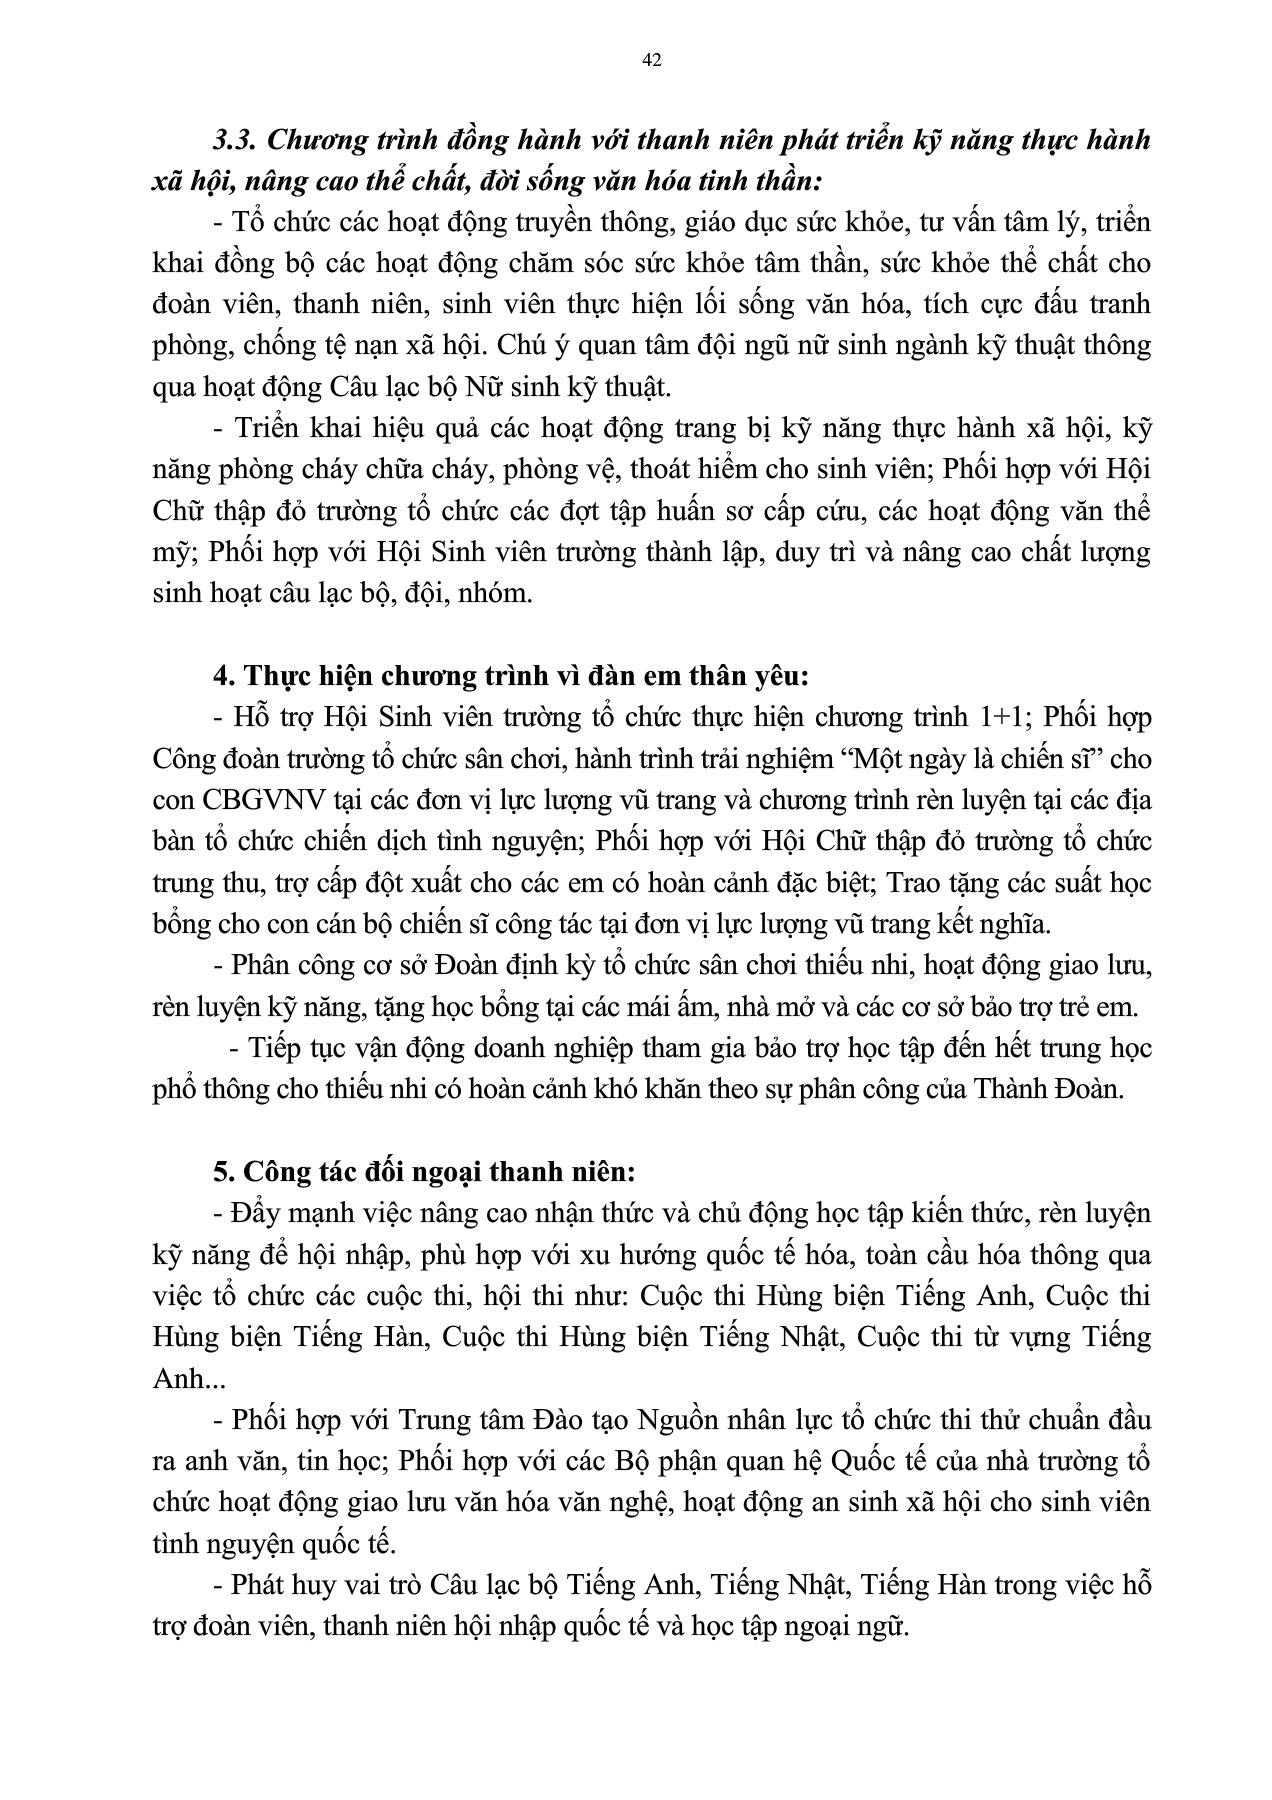 42
3.3. Chương trình đồng hành với thanh niên phát triển kỹ năng thực hành
xã hội, nâng cao thể chất, đời sống văn hóa tinh thần:
- Tổ chức các hoạt động truyền thông, giáo dục sức khỏe, tư vấn tâm lý, triển
khai đồng bộ các hoạt động chăm sóc sức khỏe tâm thần, sức khỏe thể chất cho
đoàn viên, thanh niên, sinh viên thực hiện lối sống văn hóa, tích cực đấu tranh
phòng, chống tệ nạn xã hội. Chú ý quan tâm đội ngũ nữ sinh ngành kỹ thuật thông
qua hoạt động Câu lạc bộ Nữ sinh kỹ thuật.
- Triển khai hiệu quả các hoạt động trang bị kỹ năng thực hành xã hội, kỹ
năng phòng cháy chữa cháy, phòng vệ, thoát hiểm cho sinh viên; Phối hợp với Hội
Chữ thập đỏ trường tổ chức các đợt tập huấn sơ cấp cứu, các hoạt động văn thể
mỹ; Phối hợp với Hội Sinh viên trường thành lập, duy trì và nâng cao chất lượng
sinh hoạt câu lạc bộ, đội, nhóm.
4. Thực hiện chương trình vì đàn em thân yêu:
- Hỗ trợ Hội Sinh viên trường tổ chức thực hiện chương trình 1+1; Phối hợp
Công đoàn trường tổ chức sân chơi, hành trình trải nghiệm “Một ngày là chiến sĩ” cho
con CBGVNV tại các đơn vị lực lượng vũ trang và chương trình rèn luyện tại các địa
bàn tổ chức chiến dịch tình nguyện; Phối hợp với Hội Chữ thập đỏ trường tổ chức
trung thu, trợ cấp đột xuất cho các em có hoàn cảnh đặc biệt; Trao tặng các suất học
bổng cho con cán bộ chiến sĩ công tác tại đơn vị lực lượng vũ trang kết nghĩa.
- Phân công cơ sở Đoàn định kỳ tổ chức sân chơi thiếu nhi, hoạt động giao lưu,
rèn luyện kỹ năng, tặng học bổng tại các mái ấm, nhà mở và các cơ sở bảo trợ trẻ em.
- Tiếp tục vận động doanh nghiệp tham gia bảo trợ học tập đến hết trung học
phổ thông cho thiếu nhi có hoàn cảnh khó khăn theo sự phân công của Thành Đoàn.
5. Công tác đối ngoại thanh niên:
- Đẩy mạnh việc nâng cao nhận thức và chủ động học tập kiến thức, rèn luyện
kỹ năng để hội nhập, phù hợp với xu hướng quốc tế hóa, toàn cầu hóa thông qua
việc tổ chức các cuộc thi, hội thi như: Cuộc thi Hùng biện Tiếng Anh, Cuộc thi
Hùng biện Tiếng Hàn, Cuộc thi Hùng biện Tiếng Nhật, Cuộc thi từ vựng Tiếng
Anh...
- Phối hợp với Trung tâm Đào tạo Nguồn nhân lực tổ chức thi thử chuẩn đầu
ra anh văn, tin học; Phối hợp với các Bộ phận quan hệ Quốc tế của nhà trường tổ
chức hoạt động giao lưu văn hóa văn nghệ, hoạt động an sinh xã hội cho sinh viên
tình nguyện quốc tế.
- Phát huy vai trò Câu lạc bộ Tiếng Anh, Tiếng Nhật, Tiếng Hàn trong việc hỗ
trợ đoàn viên, thanh niên hội nhập quốc tế và học tập ngoại ngữ.